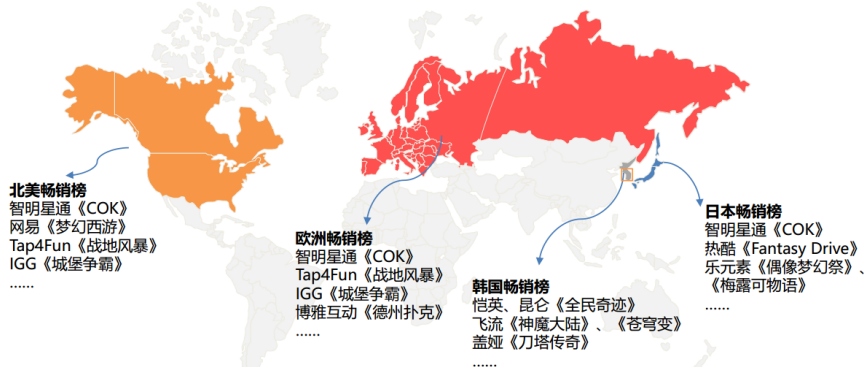 北美畅销榜
智明星通《COK》
网易《梦幻西游》
Tap4Fun《战地风暴》
IGG《城堡争霸》
......
欧洲畅销榜
智明星通《COK》
Tap4Fun《战地风暴》
IGG《城堡争霸》
博雅互动《德州扑克》
......
韩国畅销榜
恺英、昆仑《全民奇迹》
飞流《神魔大陆》、《苍穹变》
盖娅《刀塔传奇》
......
日本畅销榜
智明星通《COK》
热酷《Fantasy Drive》
乐元素《偶像梦幻祭》、
《梅露可物语》
......